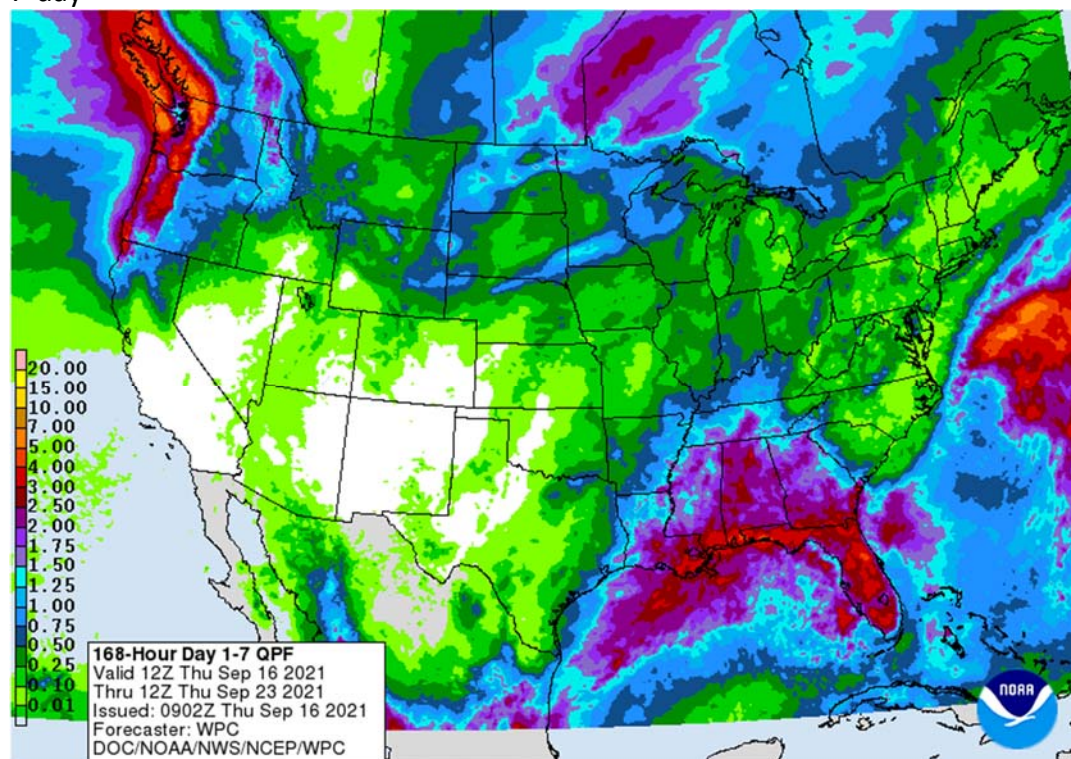 20.00
15.00
10.00
7.00
5.00
4.00
3.00
2.50
2.00
1.75
1.50
1.25
1.00
0.75
0.50
0.25
0.10
0.01
168-Hour Day 1-7 QPF
Valid 12Z Thu Sep 16 2021
Thru 12Z Thu Sep 23 2021
Issued: 0902Z Thu Sep 16 2021
Forecaster: WPC
DOC/NOAA/NWS/NCEP/WPC
NOAA